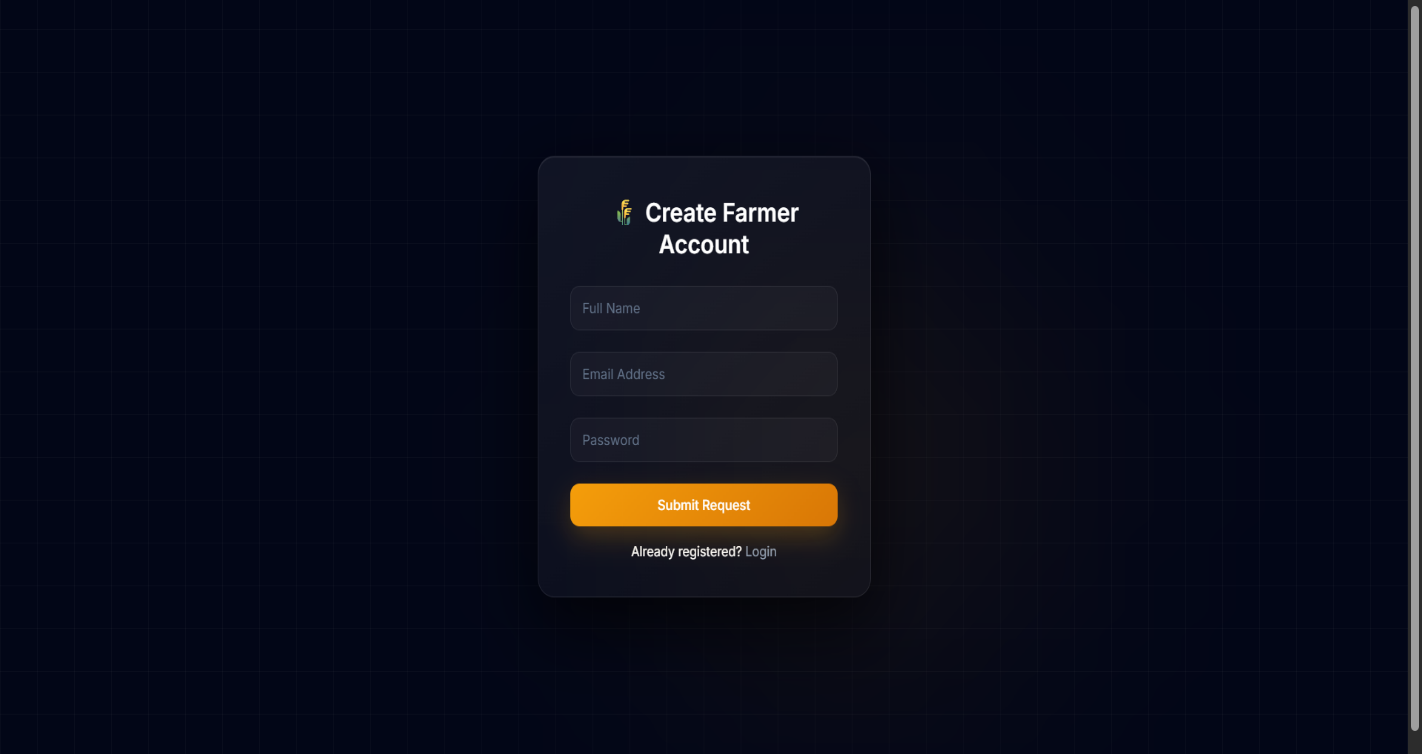 🌾 Create Farmer
Account
Full Name
Email Address
Password
Submit Request
Already registered? Login